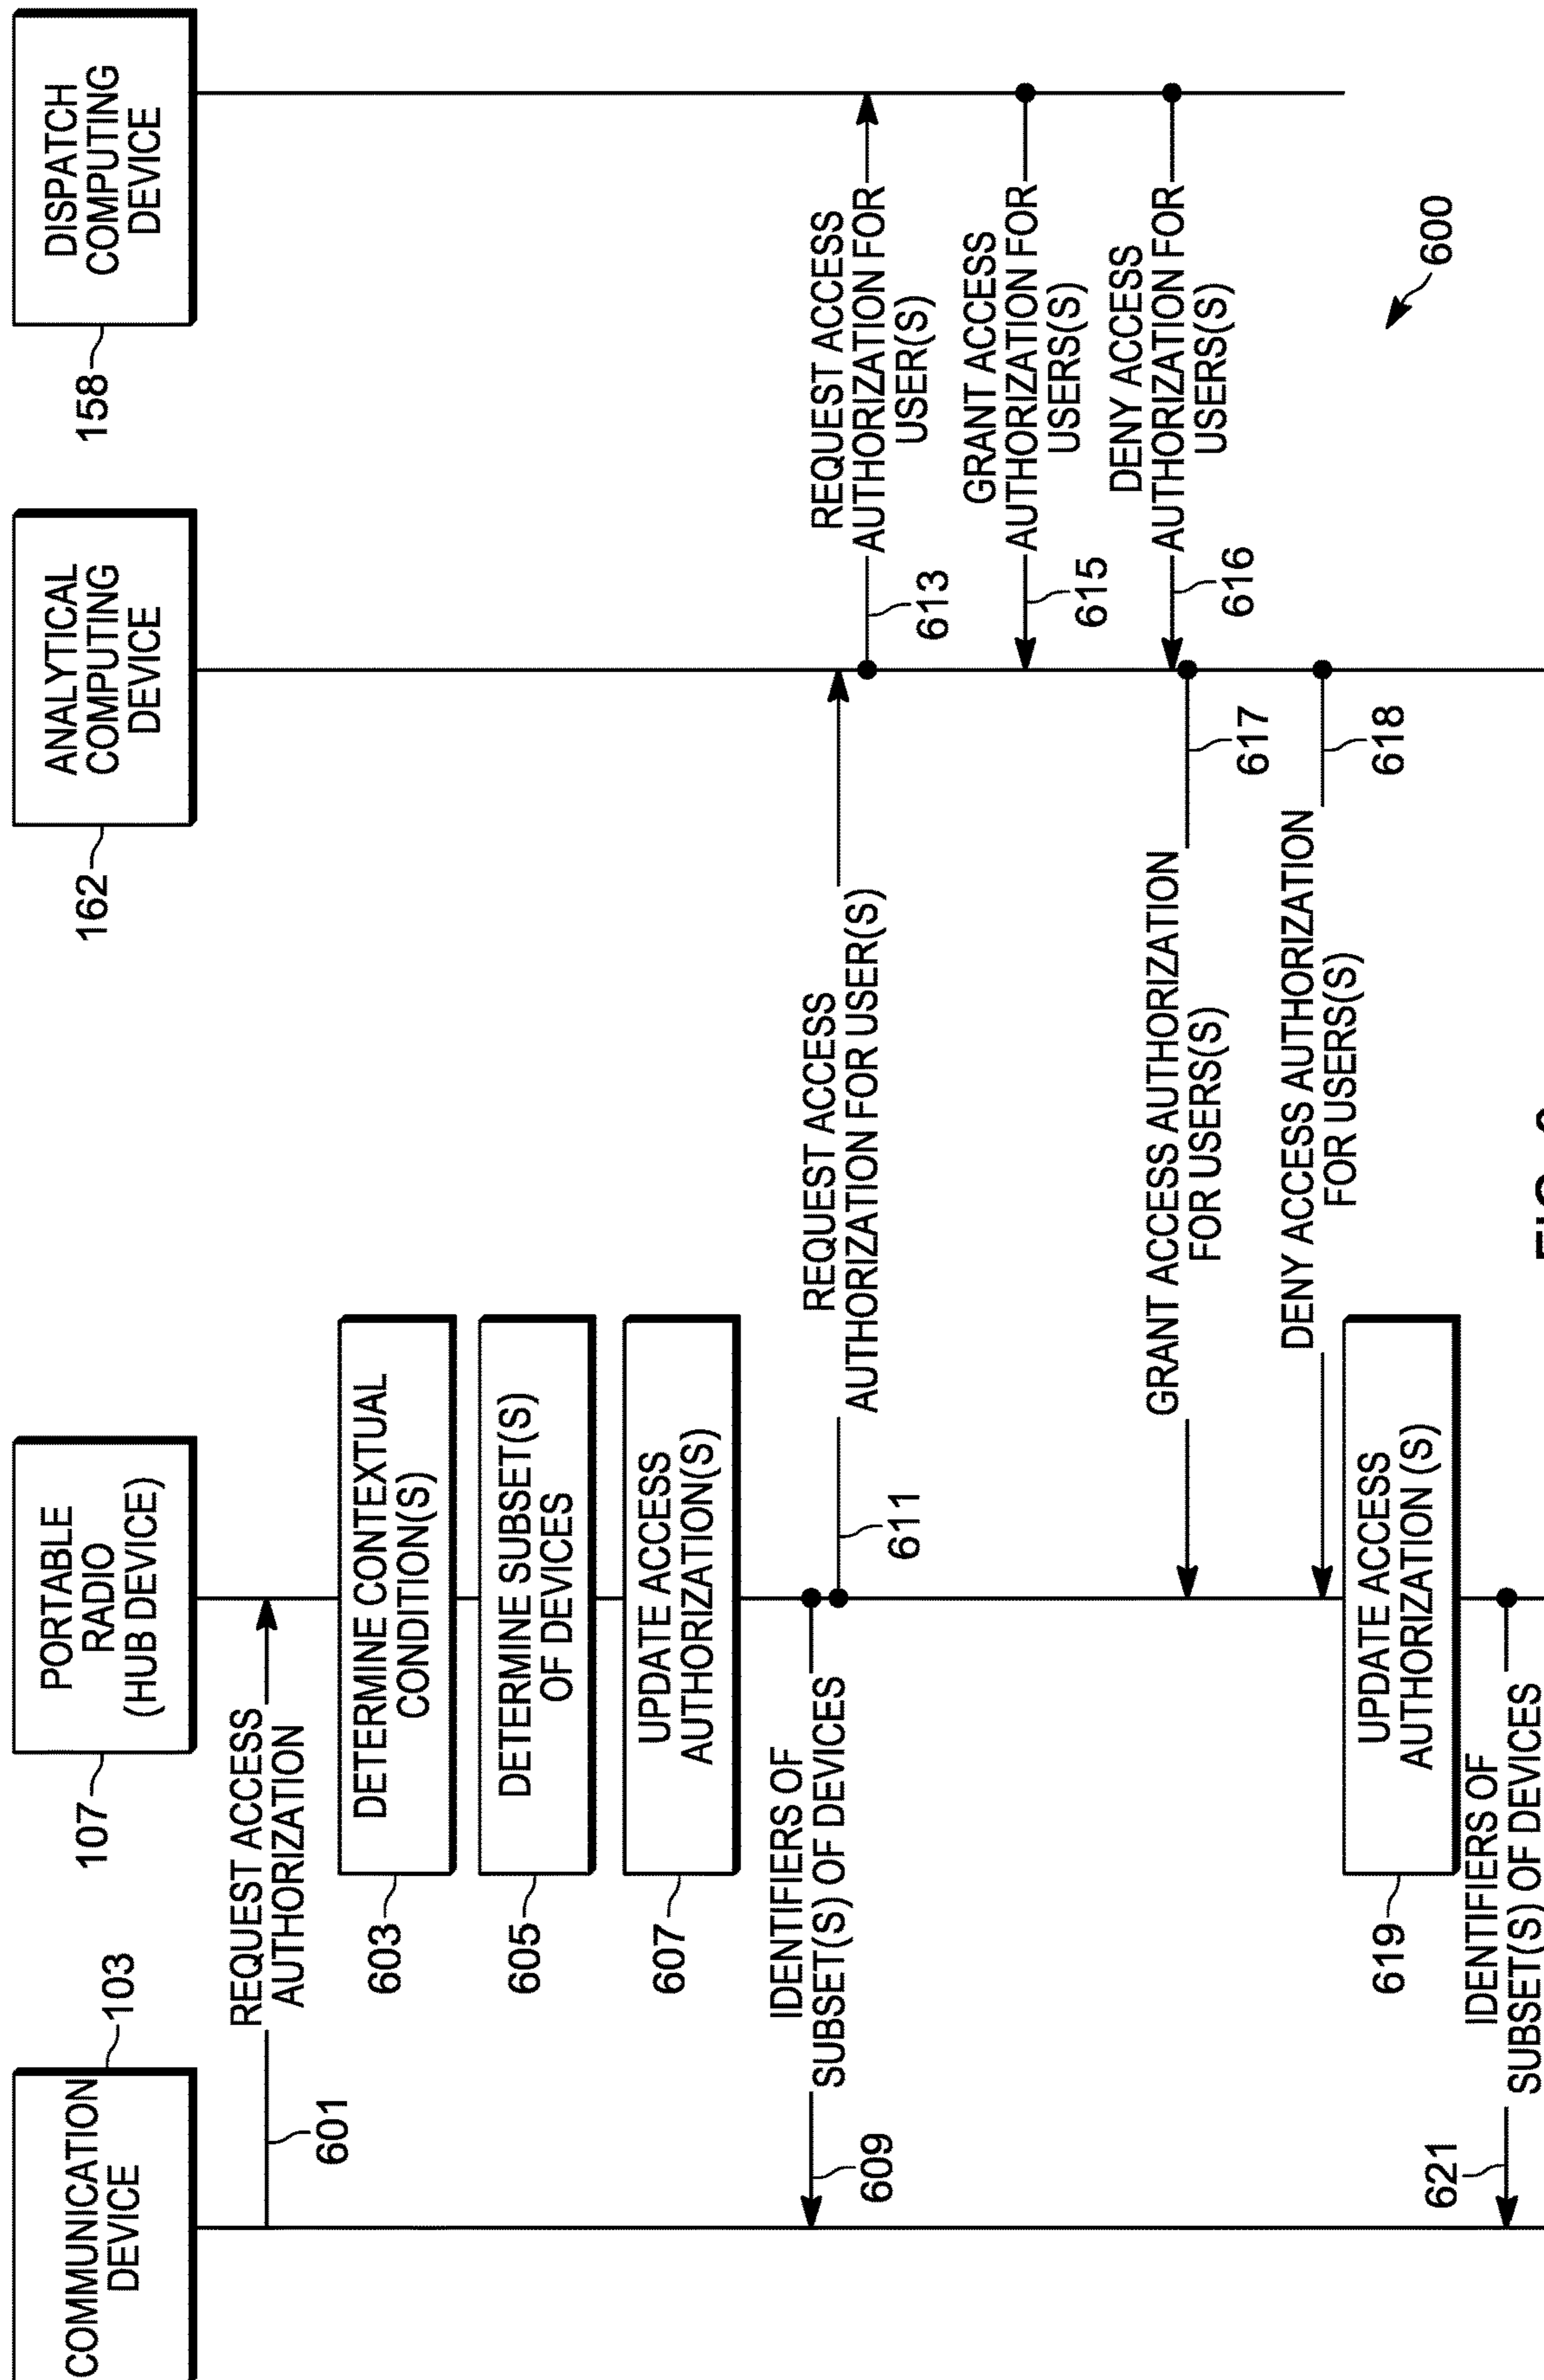 COMMUNICATION
DEVICE
103
PORTABLE
RADIO
(HUB DEVICE)
107
ANALYTICAL
COMPUTING
DEVICE
162
DISPATCH
COMPUTING
DEVICE
158
REQUEST ACCESS
AUTHORIZATION
601
DETERMINE CONTEXTUAL
CONDITION(S)
603
DETERMINE SUBSET(S)
OF DEVICES
605
UPDATE ACCESS
AUTHORIZATION(S)
607
IDENTIFIERS OF
SUBSET(S) OF DEVICES
609
REQUEST ACCESS
AUTHORIZATION FOR USER(S)
611
REQUEST ACCESS
AUTHORIZATION FOR
USER(S)
613
GRANT ACCESS
AUTHORIZATION FOR
USERS(S)
615
DENY ACCESS
AUTHORIZATION FOR
USERS(S)
616
GRANT ACCESS AUTHORIZATION
FOR USERS(S)
617
DENY ACCESS AUTHORIZATION
FOR USERS(S)
618
UPDATE ACCESS
AUTHORIZATION (S)
619
IDENTIFIERS OF
SUBSET(S) OF DEVICES
621
600